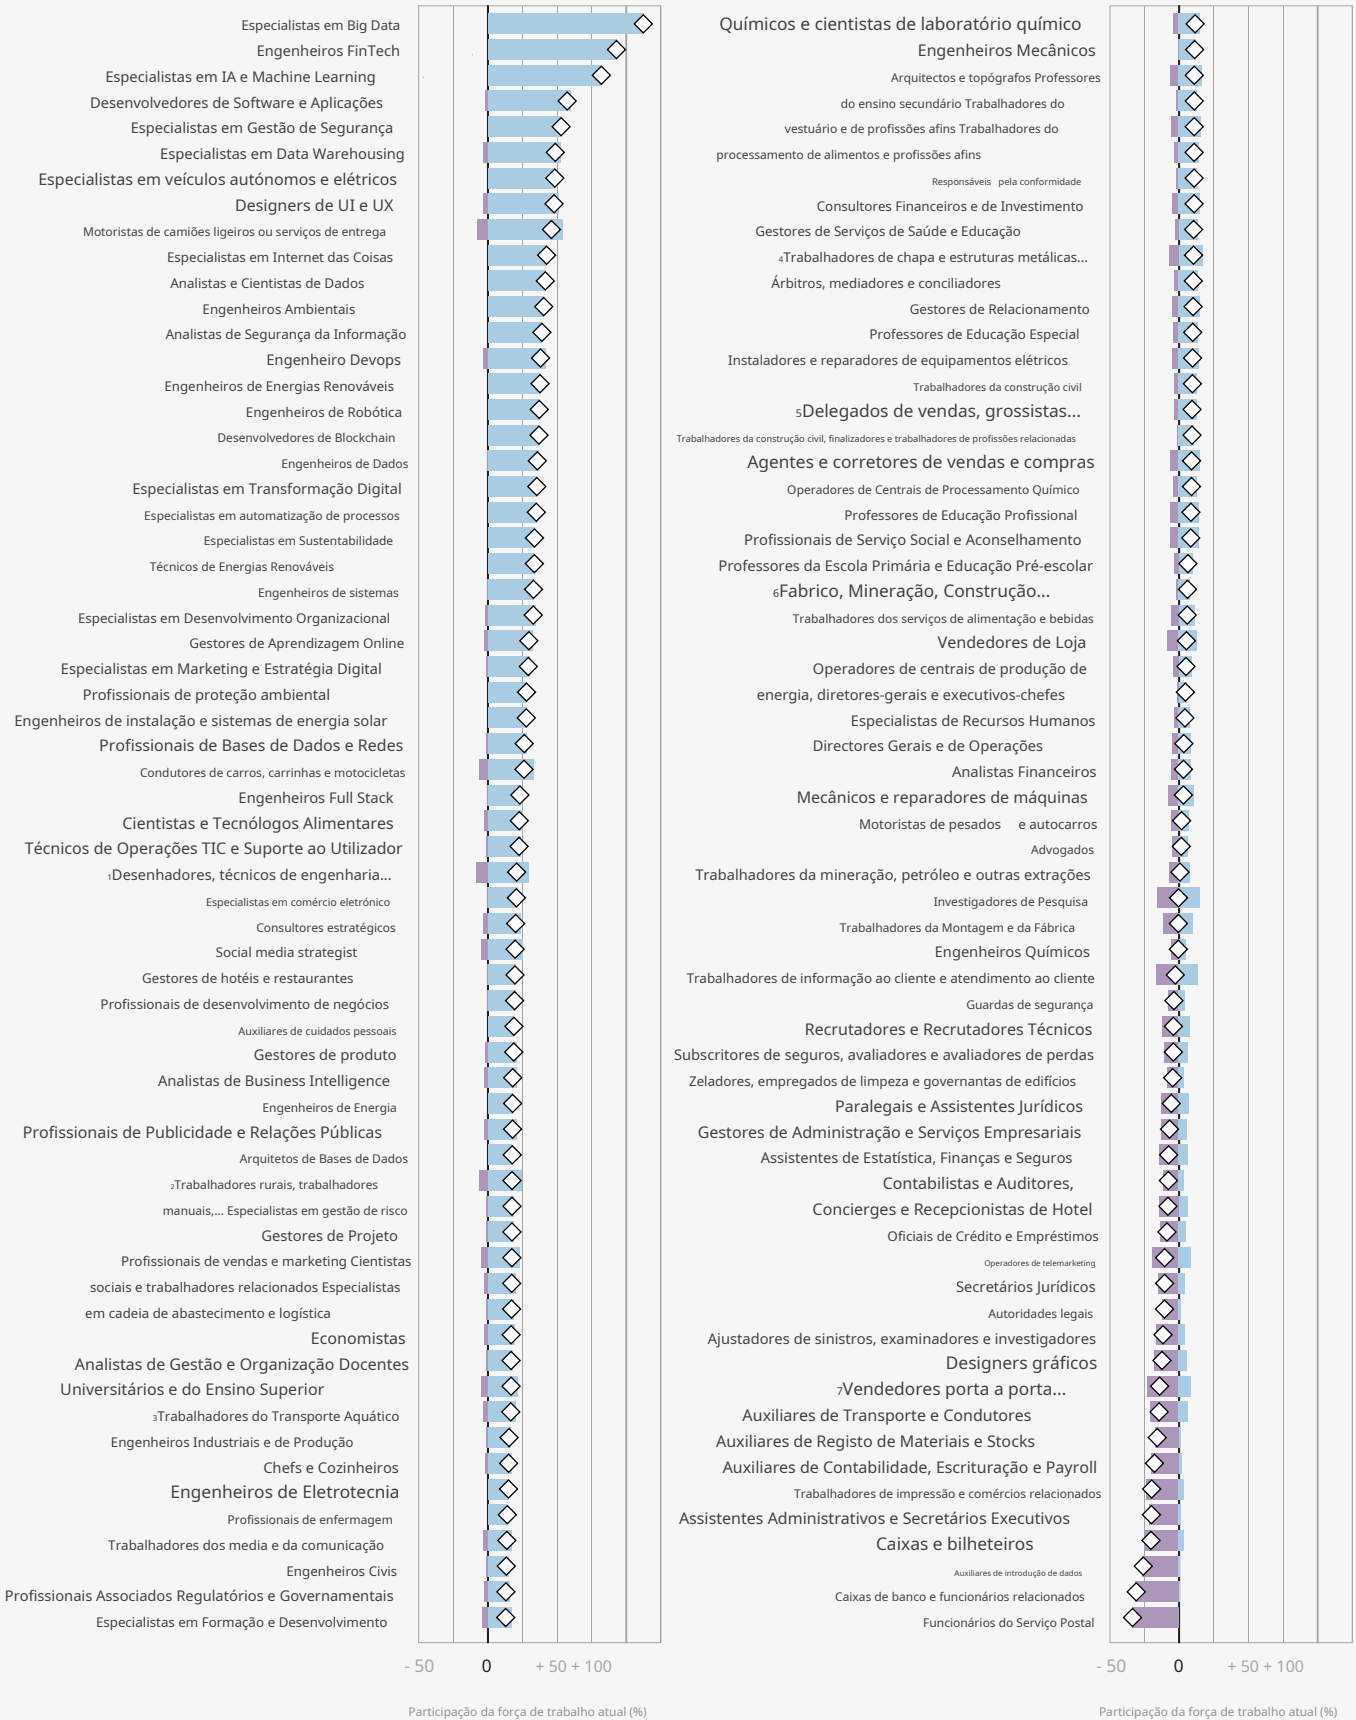 Especialistas em Big Data
Engenheiros FinTech
Especialistas em IA e Machine Learning
Desenvolvedores de Software e Aplicações
Especialistas em Gestão de Segurança
Especialistas em Data Warehousing
Especialistas em veículos autónomos e elétricos
Designers de UI e UX
Motoristas de camiões ligeiros ou serviços de entrega
Especialistas em Internet das Coisas
Analistas e Cientistas de Dados
Engenheiros Ambientais
Analistas de Segurança da Informação
Engenheiro Devops
Engenheiros de Energias Renováveis
Engenheiros de Robótica
Desenvolvedores de Blockchain
Engenheiros de Dados
Especialistas em Transformação Digital
Especialistas em automatização de processos
Especialistas em Sustentabilidade
Técnicos de Energias Renováveis
Engenheiros de sistemas
Especialistas em Desenvolvimento Organizacional
Gestores de Aprendizagem Online
Especialistas em Marketing e Estratégia Digital
Profissionais de proteção ambiental
Engenheiros de instalação e sistemas de energia solar
Profissionais de Bases de Dados e Redes
Condutores de carros, carrinhas e motocicletas
Engenheiros Full Stack
Cientistas e Tecnólogos Alimentares
Técnicos de Operações TIC e Suporte ao Utilizador
1Desenhadores, técnicos de engenharia...
Especialistas em comércio eletrónico
Consultores estratégicos
Social media strategist
Gestores de hotéis e restaurantes
Profissionais de desenvolvimento de negócios
Auxiliares de cuidados pessoais
Gestores de produto
Analistas de Business Intelligence
Engenheiros de Energia
Profissionais de Publicidade e Relações Públicas
Arquitetos de Bases de Dados
2Trabalhadores rurais, trabalhadores
manuais,... Especialistas em gestão de risco
Gestores de Projeto
Profissionais de vendas e marketing Cientistas
sociais e trabalhadores relacionados Especialistas
em cadeia de abastecimento e logística
Economistas
Analistas de Gestão e Organização Docentes
Universitários e do Ensino Superior
3Trabalhadores do Transporte Aquático
Engenheiros Industriais e de Produção
Chefs e Cozinheiros
Engenheiros de Eletrotecnia
Profissionais de enfermagem
Trabalhadores dos media e da comunicação
Engenheiros Civis
Profissionais Associados Regulatórios e Governamentais
Especialistas em Formação e Desenvolvimento
- 50 0 + 50 + 100
Participação da força de trabalho atual (%)
Químicos e cientistas de laboratório químico
Engenheiros Mecânicos
Arquitectos e topógrafos Professores
do ensino secundário Trabalhadores do
vestuário e de profissões afins Trabalhadores do
processamento de alimentos e profissões afins
Responsáveis pela conformidade
Consultores Financeiros e de Investimento
Gestores de Serviços de Saúde e Educação
4Trabalhadores de chapa e estruturas metálicas...
Árbitros, mediadores e conciliadores
Gestores de Relacionamento
Professores de Educação Especial
Instaladores e reparadores de equipamentos elétricos
Trabalhadores da construção civil
5Delegados de vendas, grossistas...
Trabalhadores da construção civil, finalizadores e trabalhadores de profissões relacionadas
Agentes e corretores de vendas e compras
Operadores de Centrais de Processamento Químico
Professores de Educação Profissional
Profissionais de Serviço Social e Aconselhamento
Professores da Escola Primária e Educação Pré-escolar
6Fabrico, Mineração, Construção...
Trabalhadores dos serviços de alimentação e bebidas
Vendedores de Loja
Operadores de centrais de produção de
energia, diretores-gerais e executivos-chefes
Especialistas de Recursos Humanos
Directores Gerais e de Operações
Analistas Financeiros
Mecânicos e reparadores de máquinas
Motoristas de pesados e autocarros
Advogados
Trabalhadores da mineração, petróleo e outras extrações
Investigadores de Pesquisa
Trabalhadores da Montagem e da Fábrica
Engenheiros Químicos
Trabalhadores de informação ao cliente e atendimento ao cliente
Guardas de segurança
Recrutadores e Recrutadores Técnicos
Subscritores de seguros, avaliadores e avaliadores de perdas
Zeladores, empregados de limpeza e governantas de edifícios
Paralegais e Assistentes Jurídicos
Gestores de Administração e Serviços Empresariais
Assistentes de Estatística, Finanças e Seguros
Contabilistas e Auditores,
Concierges e Recepcionistas de Hotel
Oficiais de Crédito e Empréstimos
Operadores de telemarketing
Secretários Jurídicos
Autoridades legais
Ajustadores de sinistros, examinadores e investigadores
Designers gráficos
7Vendedores porta a porta...
Auxiliares de Transporte e Condutores
Auxiliares de Registo de Materiais e Stocks
Auxiliares de Contabilidade, Escrituração e Payroll
Trabalhadores de impressão e comércios relacionados
Assistentes Administrativos e Secretários Executivos
Caixas e bilheteiros
Auxiliares de introdução de dados
Caixas de banco e funcionários relacionados
Funcionários do Serviço Postal
- 50 0 + 50 + 100
Participação da força de trabalho atual (%)